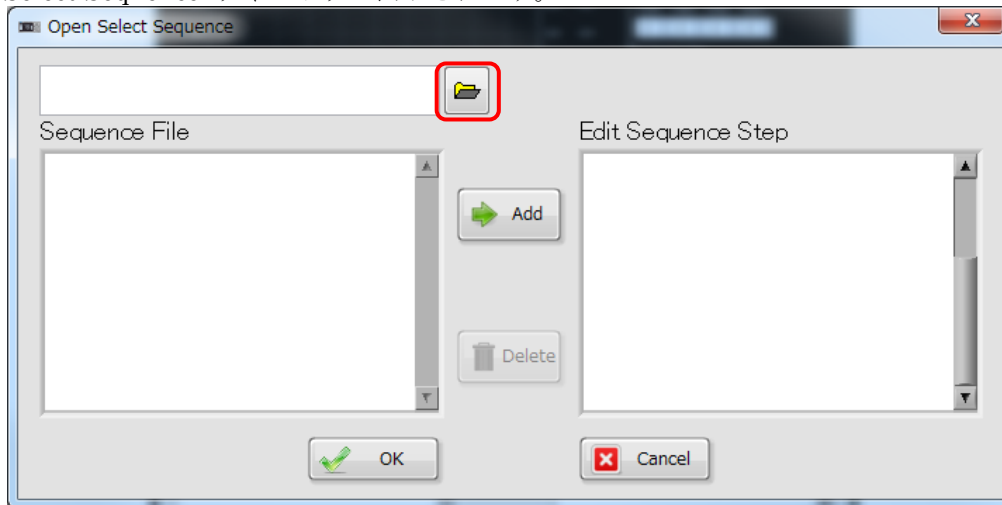 Open Select Sequence
Sequence File
Edit Sequence Step
Add
Delete
OK
Cancel